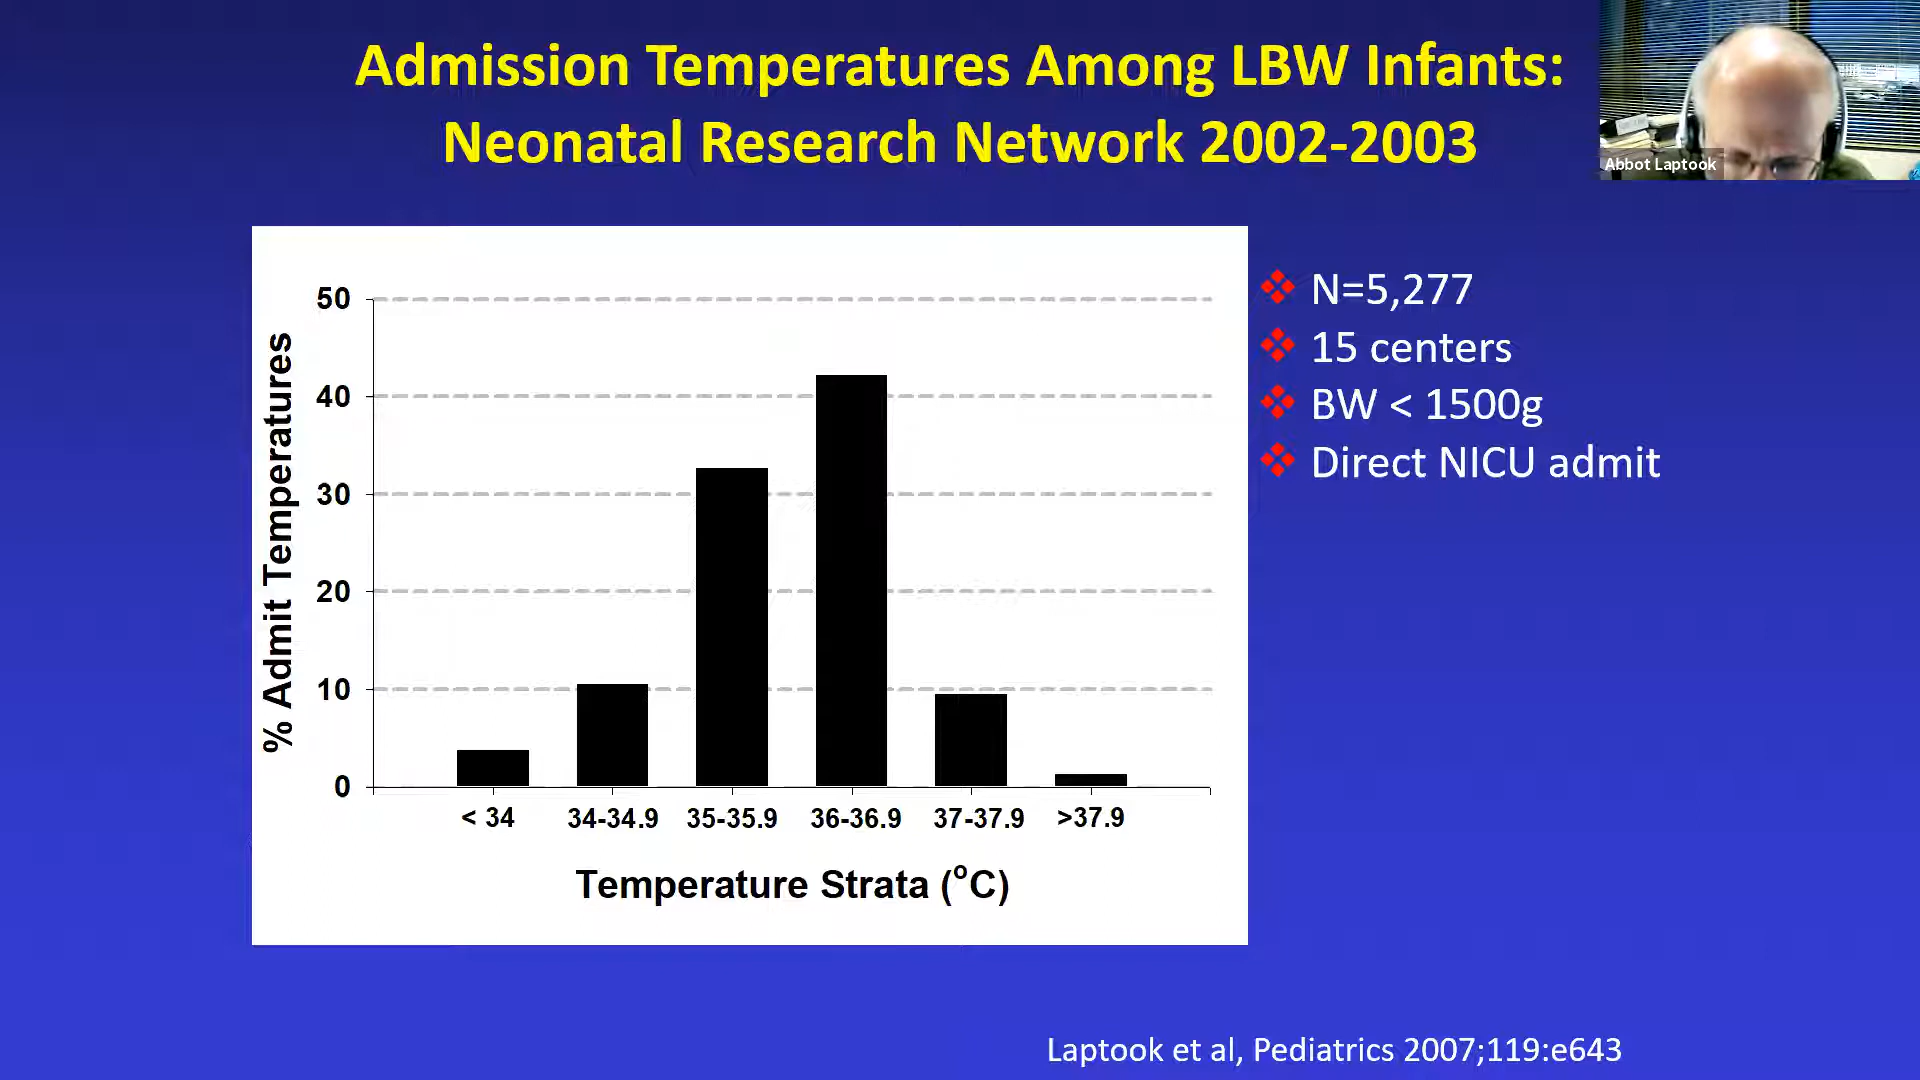 Admission Temperatures Among LBW Infants:
Neonatal Research Network 2002-2003
Abbot Laptook
50
40
30
20
10
0
% Admit Temperatures
< 34
34-34.9
35-35.9
36-36.9
37-37.9
>37.9
Temperature Strata (°C)
❖ N=5,277
❖ 15 centers
❖ BW < 1500g
❖ Direct NICU admit
Laptook et al, Pediatrics 2007;119:e643